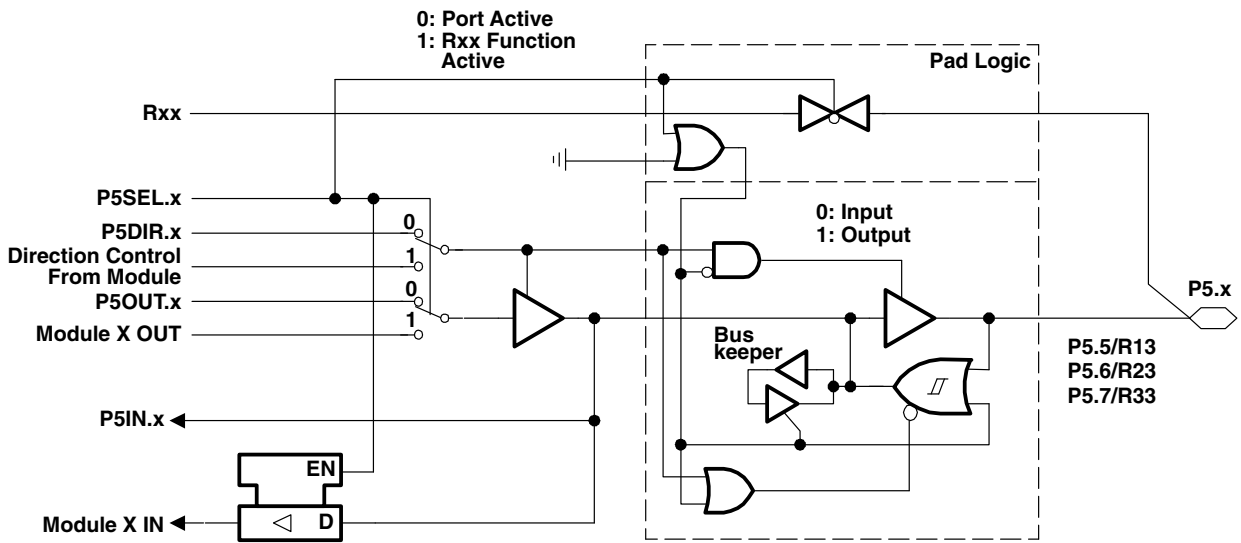 0: Port Active
1: Rxx Function
Active
Pad Logic
Rxx
P5SEL.x
0
P5DIR.x
Direction Control
From Module
1
0: Input
1: Output
P5OUT.x
0
Module X OUT
1
P5.x
Bus
keeper
P5.5/R13
P5.6/R23
P5.7/R33
P5IN.x
EN
D
Module X IN